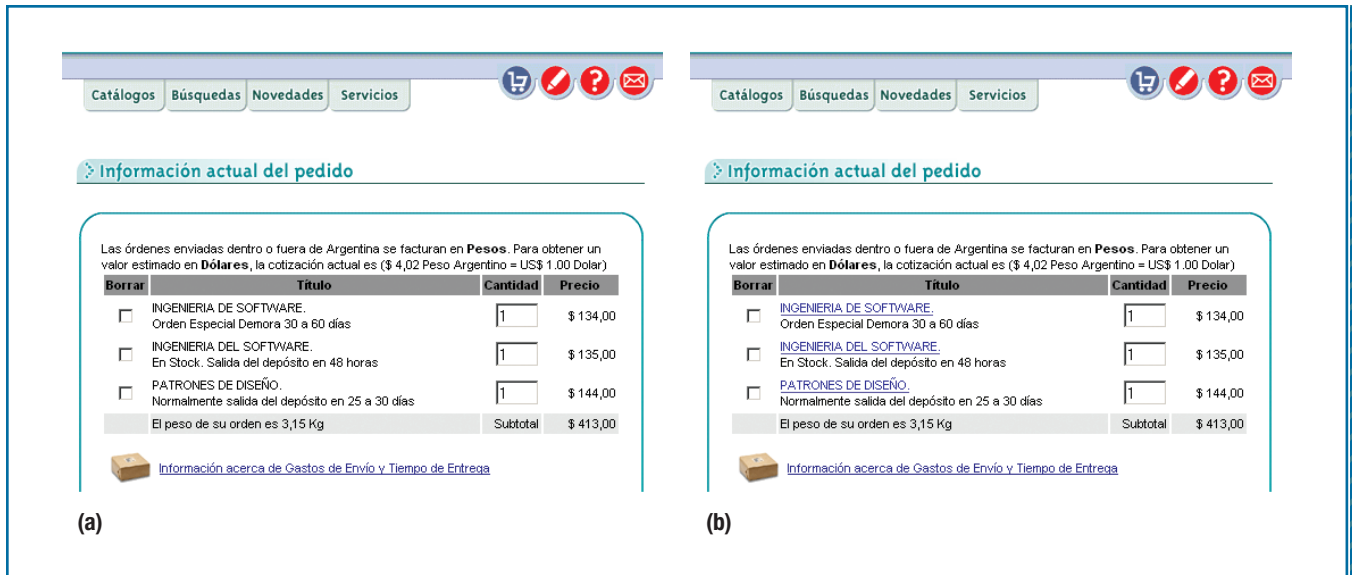 Catálogos Búsquedas Novedades Servicios
Información actual del pedido
Las órdenes enviadas dentro o fuera de Argentina se facturan en Pesos. Para obtener un
valor estimado en Dólares, la cotización actual es ($ 4,02 Peso Argentino = US$ 1.00 Dolar)
Borrar Título Cantidad Precio
INGENIERIA DE SOFTWARE.
Orden Especial Demora 30 a 60 días
1 $ 134,00
INGENIERIA DEL SOFTWARE.
En Stock. Salida del depósito en 48 horas
1 $ 135,00
PATRONES DE DISEÑO.
Normalmente salida del depósito en 25 a 30 días
1 $ 144,00
El peso de su orden es 3,15 Kg Subtotal $ 413,00
Información acerca de Gastos de Envío y Tiempo de Entrega
(a)
Catálogos Búsquedas Novedades Servicios
Información actual del pedido
Las órdenes enviadas dentro o fuera de Argentina se facturan en Pesos. Para obtener un
valor estimado en Dólares, la cotización actual es ($ 4,02 Peso Argentino = US$ 1.00 Dolar)
Borrar Título Cantidad Precio
INGENIERIA DE SOFTWARE.
Orden Especial Demora 30 a 60 días
1 $ 134,00
INGENIERIA DEL SOFTWARE.
En Stock. Salida del depósito en 48 horas
1 $ 135,00
PATRONES DE DISEÑO.
Normalmente salida del depósito en 25 a 30 días
1 $ 144,00
El peso de su orden es 3,15 Kg Subtotal $ 413,00
Información acerca de Gastos de Envío y Tiempo de Entrega
(b)